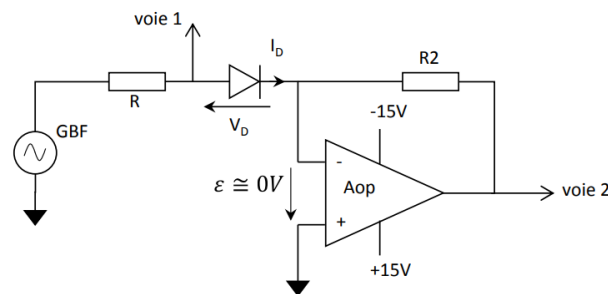 voie 1
I_D
R2
R
V_D
-15V
GBF
-
ε ≅ 0V
Aop
voie 2
+
+15V